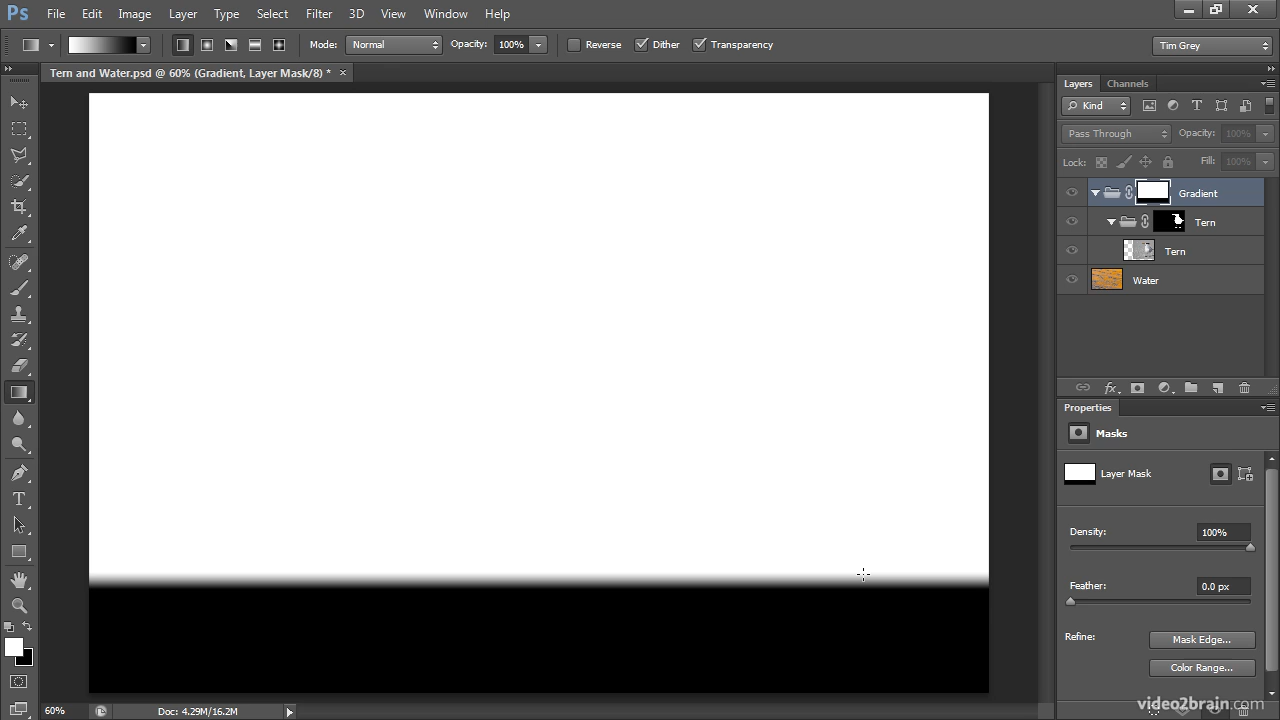 Ps File Edit Image Layer Type Select Filter 3D View Window Help
Mode: Normal Opacity: 100% Reverse Dither Transparency Tim Grey
Tern and Water.psd @ 60% (Gradient, Layer Mask/8) * ×
Layers Channels
Kind
Pass Through Opacity: 100%
Lock: Fill: 100%
Gradient
Tern
Tern
Water
Properties
Masks
Layer Mask
Density: 100%
Feather: 0.0 px
Refine: Mask Edge...
Color Range...
60% Doc: 4.29M/16.2M
video2brain.com